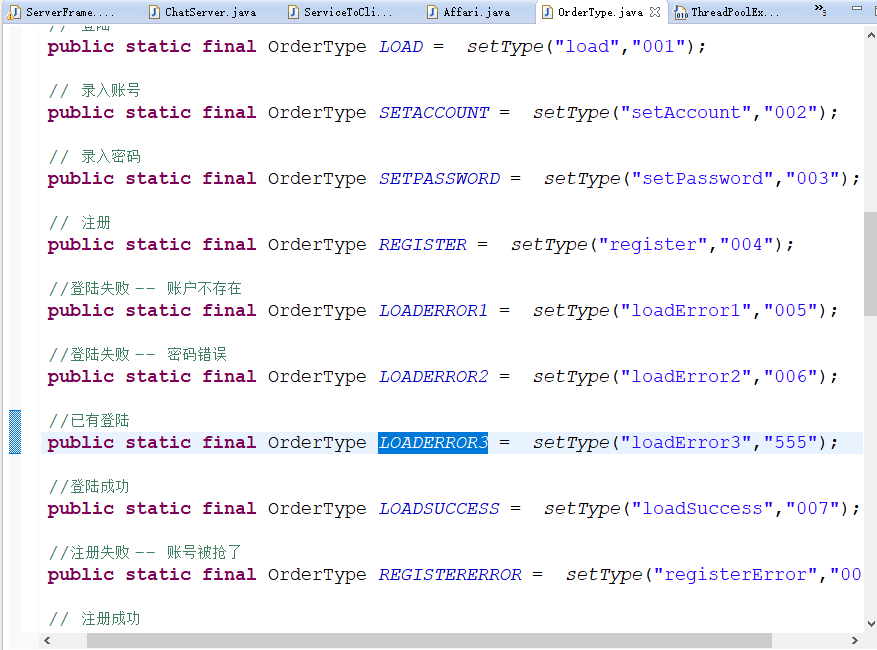 ServerFrame....
ChatServer.java
ServiceToCli...
Affari.java
OrderType.java
ThreadPoolEx...
»5
// 登陆
public static final OrderType LOAD =  setType("load","001");
// 录入账号
public static final OrderType SETACCOUNT =  setType("setAccount","002");
// 录入密码
public static final OrderType SETPASSWORD =  setType("setPassword","003");
// 注册
public static final OrderType REGISTER =  setType("register","004");
//登陆失败 -- 账户不存在
public static final OrderType LOADERROR1 =  setType("loadError1","005");
//登陆失败 -- 密码错误
public static final OrderType LOADERROR2 =  setType("loadError2","006");
//已有登陆
public static final OrderType LOADERROR3 =  setType("loadError3","555");
//登陆成功
public static final OrderType LOADSUCCESS =  setType("loadSuccess","007");
//注册失败 -- 账号被抢了
public static final OrderType REGISTERERROR =  setType("registerError","00
// 注册成功